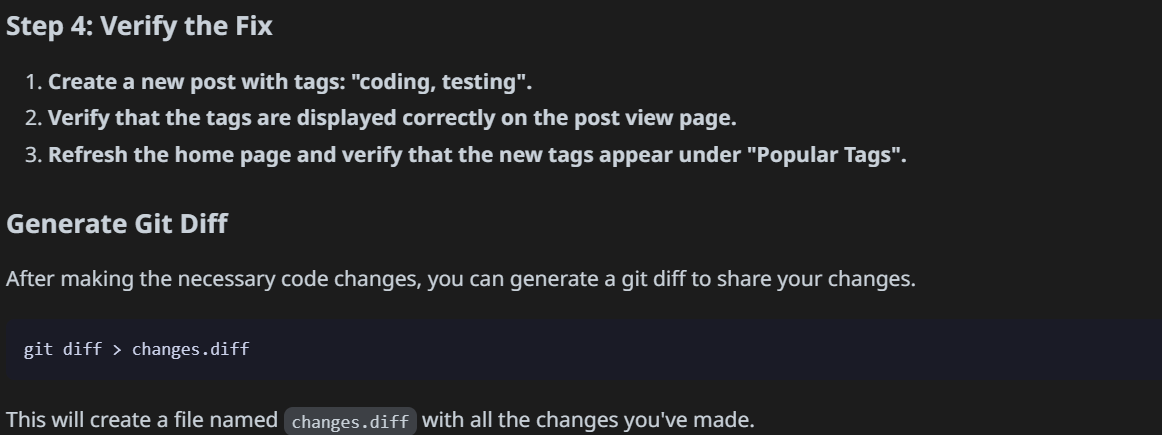 Step 4: Verify the Fix
1. Create a new post with tags: "coding, testing".
2. Verify that the tags are displayed correctly on the post view page.
3. Refresh the home page and verify that the new tags appear under "Popular Tags".
Generate Git Diff
After making the necessary code changes, you can generate a git diff to share your changes.
git diff > changes.diff
This will create a file named changes.diff with all the changes you've made.